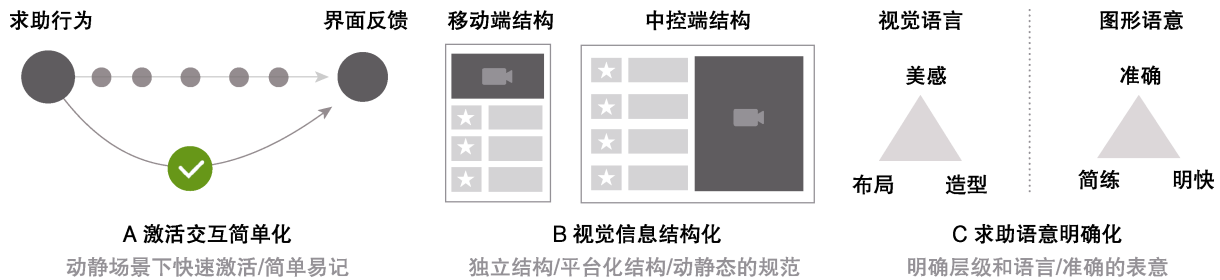 求助行为
界面反馈
A 激活交互简单化
动静场景下快速激活/简单易记
移动端结构
中控端结构
B 视觉信息结构化
独立结构/平台化结构/动静态的规范
视觉语言
图形语意
美感
准确
布局
造型
简练
明快
C 求助语意明确化
明确层级和语言/准确的表意